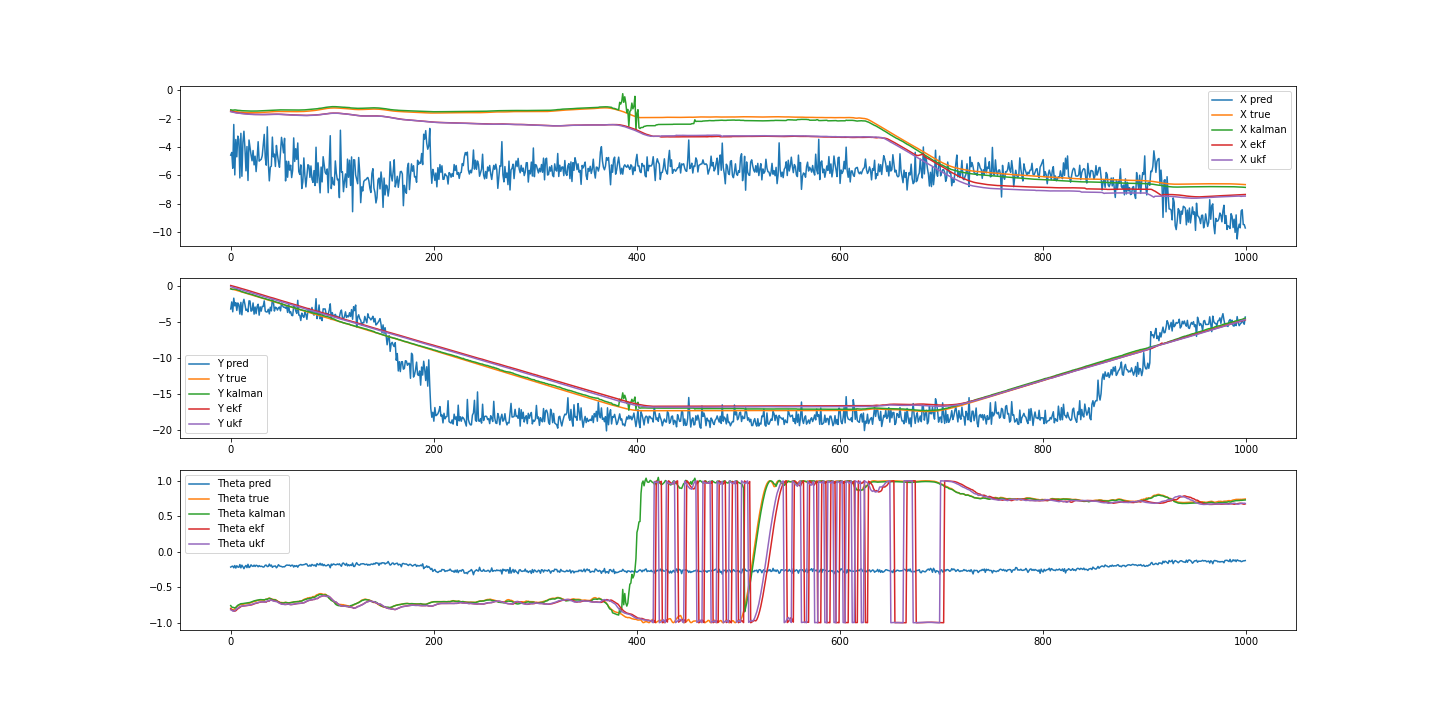 0
−2
−4
−6
−8
−10
0 200 400 600 800 1000
X pred
X true
X kalman
X ekf
X ukf
0
−5
−10
−15
−20
0 200 400 600 800 1000
Y pred
Y true
Y kalman
Y ekf
Y ukf
1.0
0.5
0.0
−0.5
−1.0
0 200 400 600 800 1000
Theta pred
Theta true
Theta kalman
Theta ekf
Theta ukf